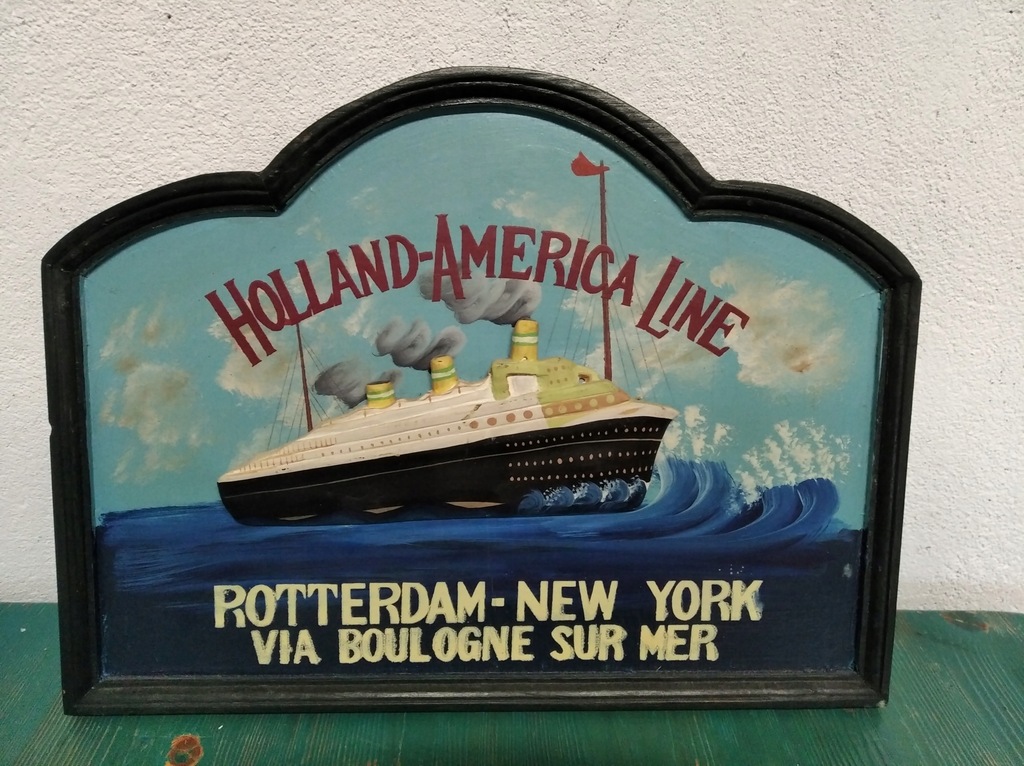 HOLLAND-AMERICA LINE
ROTTERDAM-NEW YORK
VIA BOULOGNE SUR MER